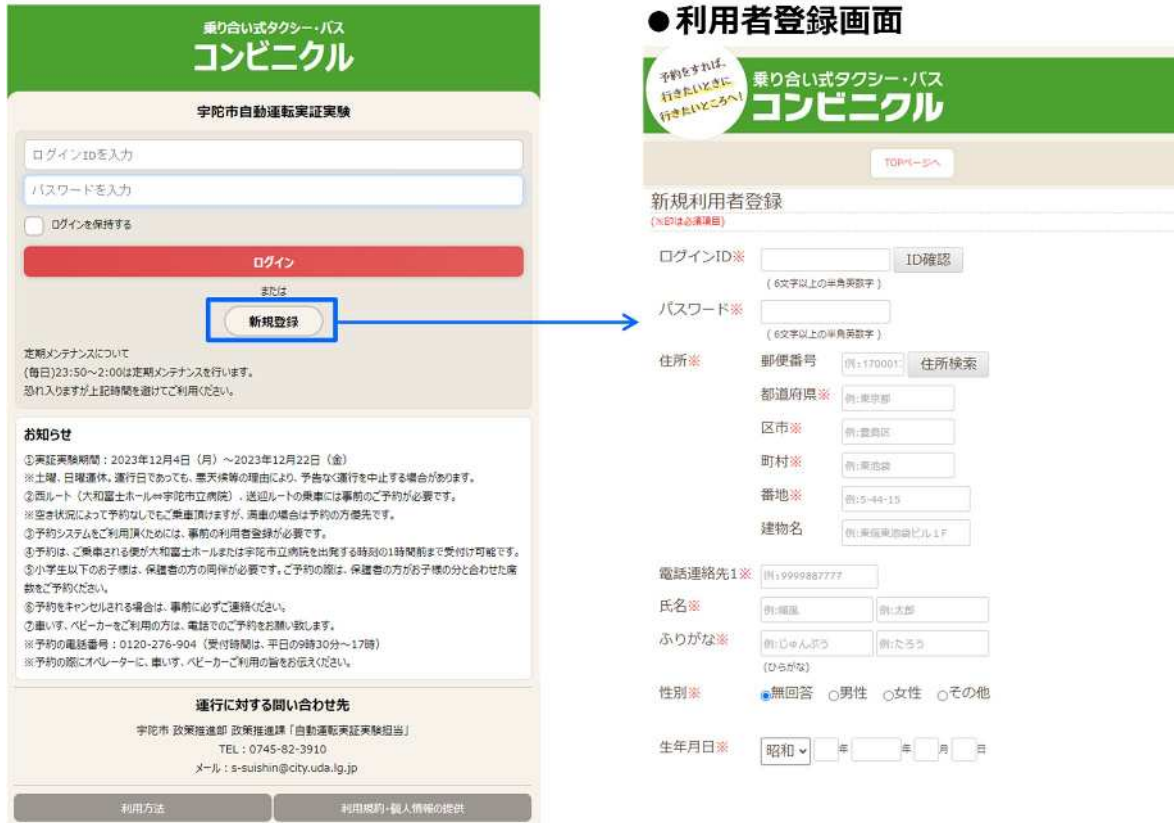 乗り合い式タクシー・バス
コンビニクル
宇陀市自動運転実証実験
ログインIDを入力
パスワードを入力
ログインを保持する
ログイン
または
新規登録
定期メンテナンスについて
(毎日)23:50～2:00は定期メンテナンスを行います。
恐れ入りますが上記時間を避けてご利用ください。
お知らせ
①実証実験期間：2023年12月4日（月）～2023年12月22日（金）
※土曜、日曜運休。運行日であっても、悪天候等の理由により、予告なく運行を中止する場合があります。
②西ルート（大和富士ホール⇔宇陀市立病院）、送迎ルートの乗車には事前のご予約が必要です。
※空き状況によって予約なしでもご乗車頂けますが、満車の場合は予約の方優先です。
③予約システムをご利用頂くためには、事前の利用者登録が必要です。
④予約は、ご乗車される便が大和富士ホールまたは宇陀市立病院を出発する時刻の1時間前まで受付け可能です。
⑤小学生以下のお子様は、保護者の方の同伴が必要です。ご予約の際は、保護者の方がお子様の分と合わせた席
数をご予約ください。
⑥予約をキャンセルされる場合は、事前に必ずご連絡ください。
⑦車いす、ベビーカーをご利用の方は、電話でのご予約をお願い致します。
※予約の電話番号：0120-276-904（受付時間は、平日の9時30分～17時）
※予約の際にオペレーターに、車いす、ベビーカーご利用の旨をお伝えください。
運行に対する問い合わせ先
宇陀市 政策推進部 政策推進課「自動運転実証実験担当」
TEL：0745-82-3910
メール：s-suishin@city.uda.lg.jp
利用方法
利用規約・個人情報の提供
●利用者登録画面
予約をすれば、
行きたいときに
行きたいところへ!
乗り合い式タクシー・バス
コンビニクル
TOPページへ
新規利用者登録
(※印は必須項目)
ログインID※ ID確認
(6文字以上の半角英数字)
パスワード※
(6文字以上の半角英数字)
住所※ 郵便番号 例:170001 住所検索
都道府県※ 例:東京都
区市※ 例:豊島区
町村※ 例:東池袋
番地※ 例:5-44-15
建物名 例:東信東池袋ビル1F
電話連絡先1※ 例:9999887777
氏名※ 例:順風 例:太郎
ふりがな※ 例:じゅんぷう 例:たろう
(ひらがな)
性別※ 無回答 男性 女性 その他
生年月日※ 昭和 年 年 月 日